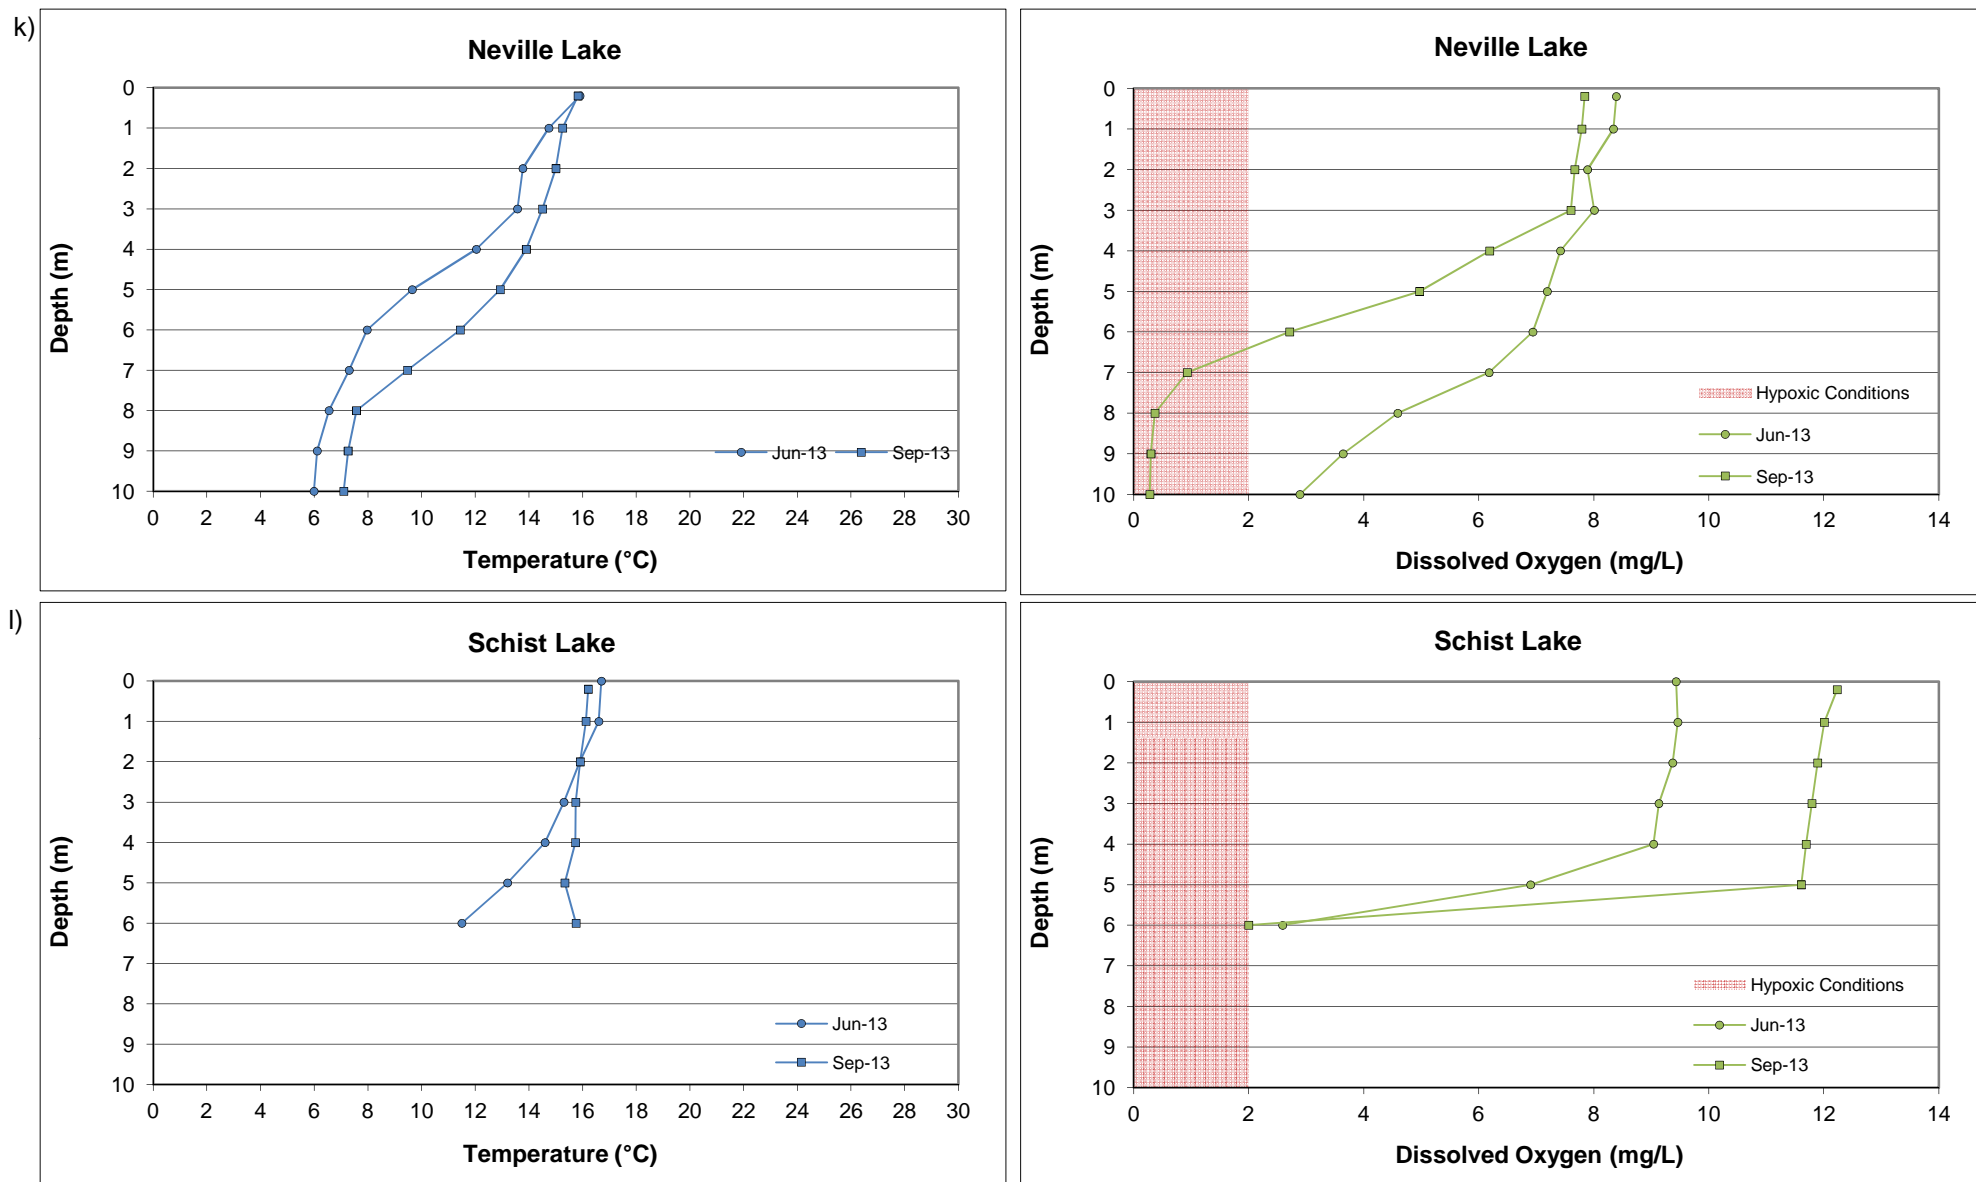 k)
Neville Lake
0
1
2
3
4
5
6
7
8
9
10
Depth (m)
0 2 4 6 8 10 12 14 16 18 20 22 24 26 28 30
Temperature (°C)
Jun-13 Sep-13
Neville Lake
0
1
2
3
4
5
6
7
8
9
10
Depth (m)
0 2 4 6 8 10 12 14
Dissolved Oxygen (mg/L)
Hypoxic Conditions
Jun-13
Sep-13
l)
Schist Lake
0
1
2
3
4
5
6
7
8
9
10
Depth (m)
0 2 4 6 8 10 12 14 16 18 20 22 24 26 28 30
Temperature (°C)
Jun-13
Sep-13
Schist Lake
0
1
2
3
4
5
6
7
8
9
10
Depth (m)
0 2 4 6 8 10 12 14
Dissolved Oxygen (mg/L)
Hypoxic Conditions
Jun-13
Sep-13